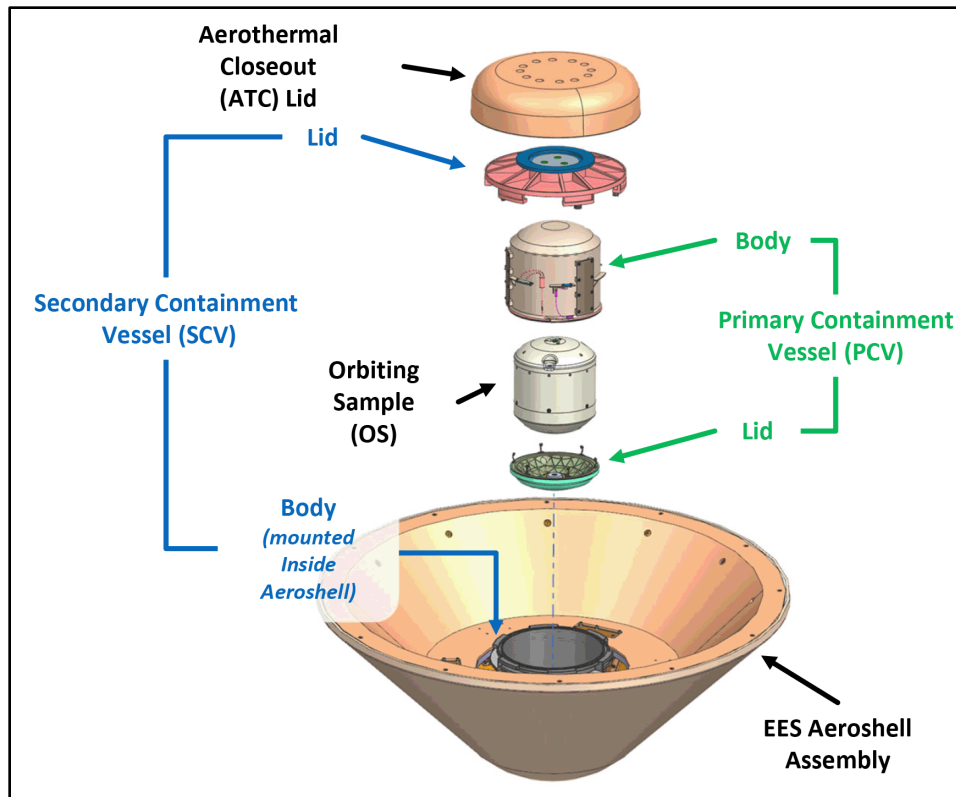 Aerothermal
Closeout
(ATC) Lid
Lid
Secondary Containment
Vessel (SCV)
Body
Primary Containment
Vessel (PCV)
Orbiting
Sample
(OS)
Lid
Body
(mounted
Inside
Aeroshell)
EES Aeroshell
Assembly